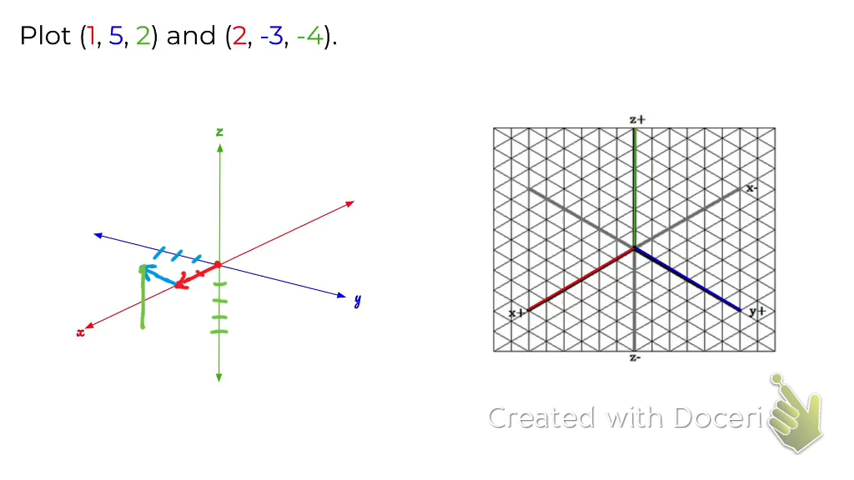 Plot (1, 5, 2) and (2, -3, -4).
z
y
x
z+
x-
x+
y+
z-
Created with Doceri